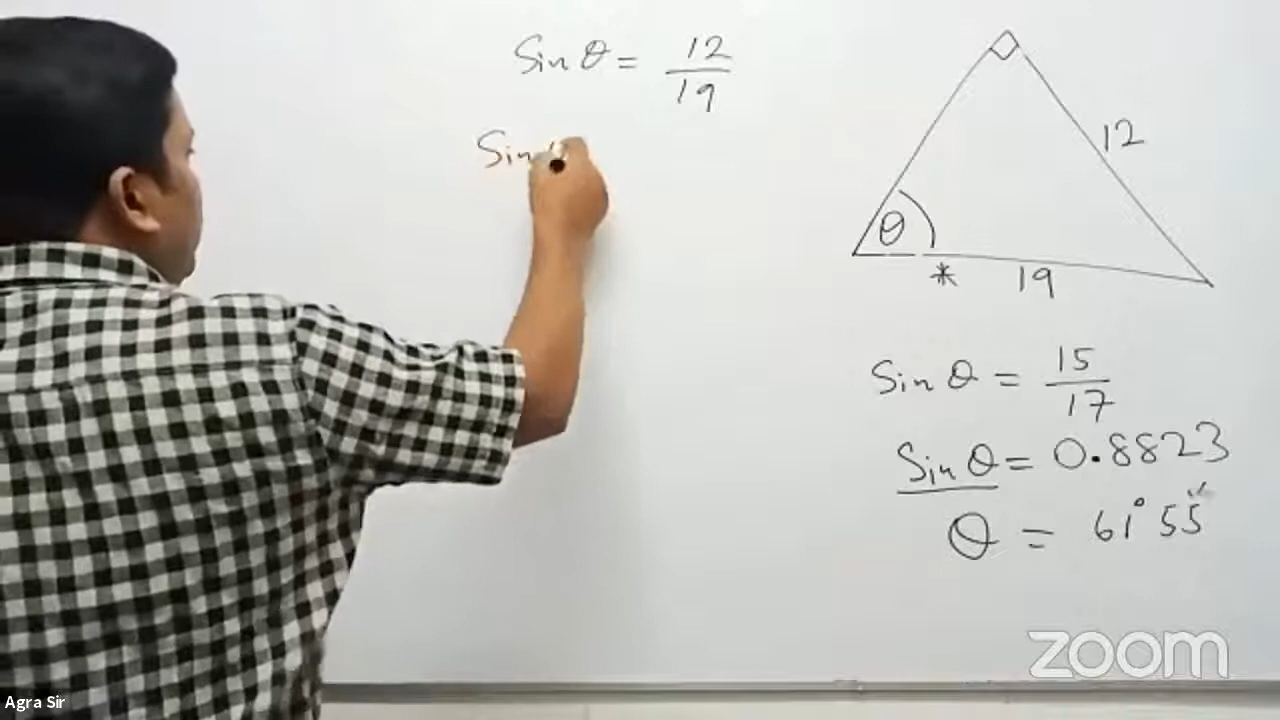 Sin θ = 12/19
Sin
12
θ
* 19
Sin θ = 15/17
Sin θ = 0.8823
θ = 61° 55
zoom
Agra Sir